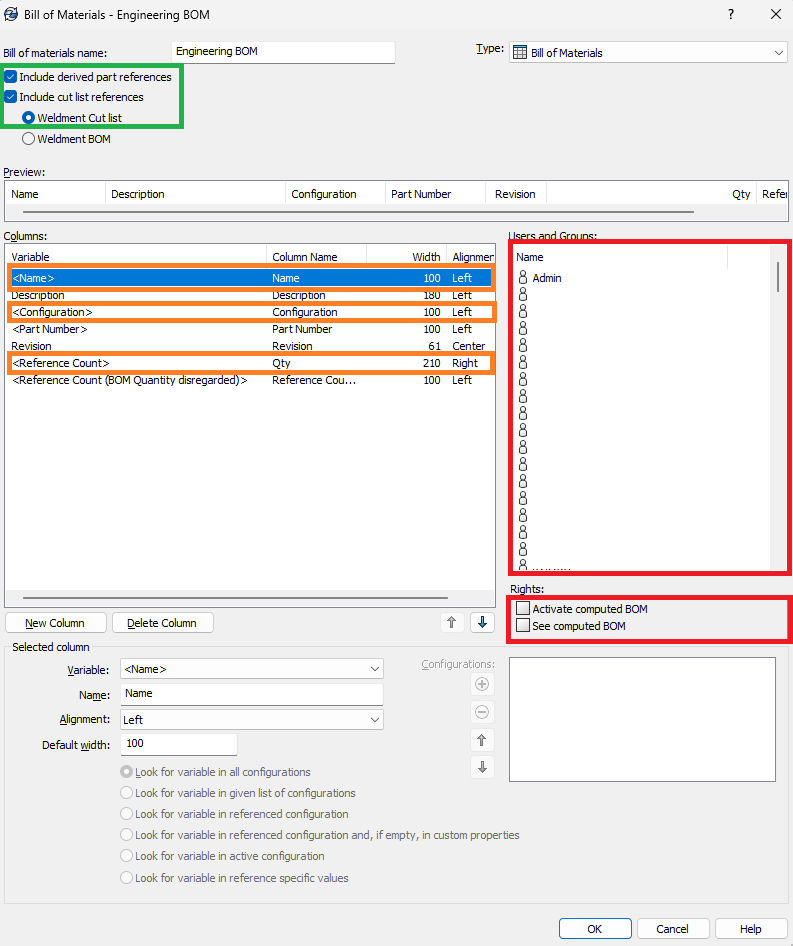 Bill of Materials - Engineering BOM ?
Bill of materials name: Engineering BOM Type: Bill of Materials
Include derived part references
Include cut list references
Weldment Cut list
Weldment BOM
Preview:
Name Description Configuration Part Number Revision Qty Refer
Columns:
Variable Column Name Width Alignmen
<Name> Name 100 Left
Description Description 180 Left
<Configuration> Configuration 100 Left
<Part Number> Part Number 100 Left
Revision Revision 61 Center
<Reference Count> Qty 210 Right
<Reference Count (BOM Quantity disregarded)> Reference Cou... 100 Left
New Column Delete Column
Users and Groups:
Name
Admin
Rights:
Activate computed BOM
See computed BOM
Selected column
Variable: <Name>
Name: Name
Alignment: Left
Default width: 100
Look for variable in all configurations
Look for variable in given list of configurations
Look for variable in referenced configuration
Look for variable in referenced configuration and, if empty, in custom properties
Look for variable in active configuration
Look for variable in reference specific values
Configurations:
OK Cancel Help